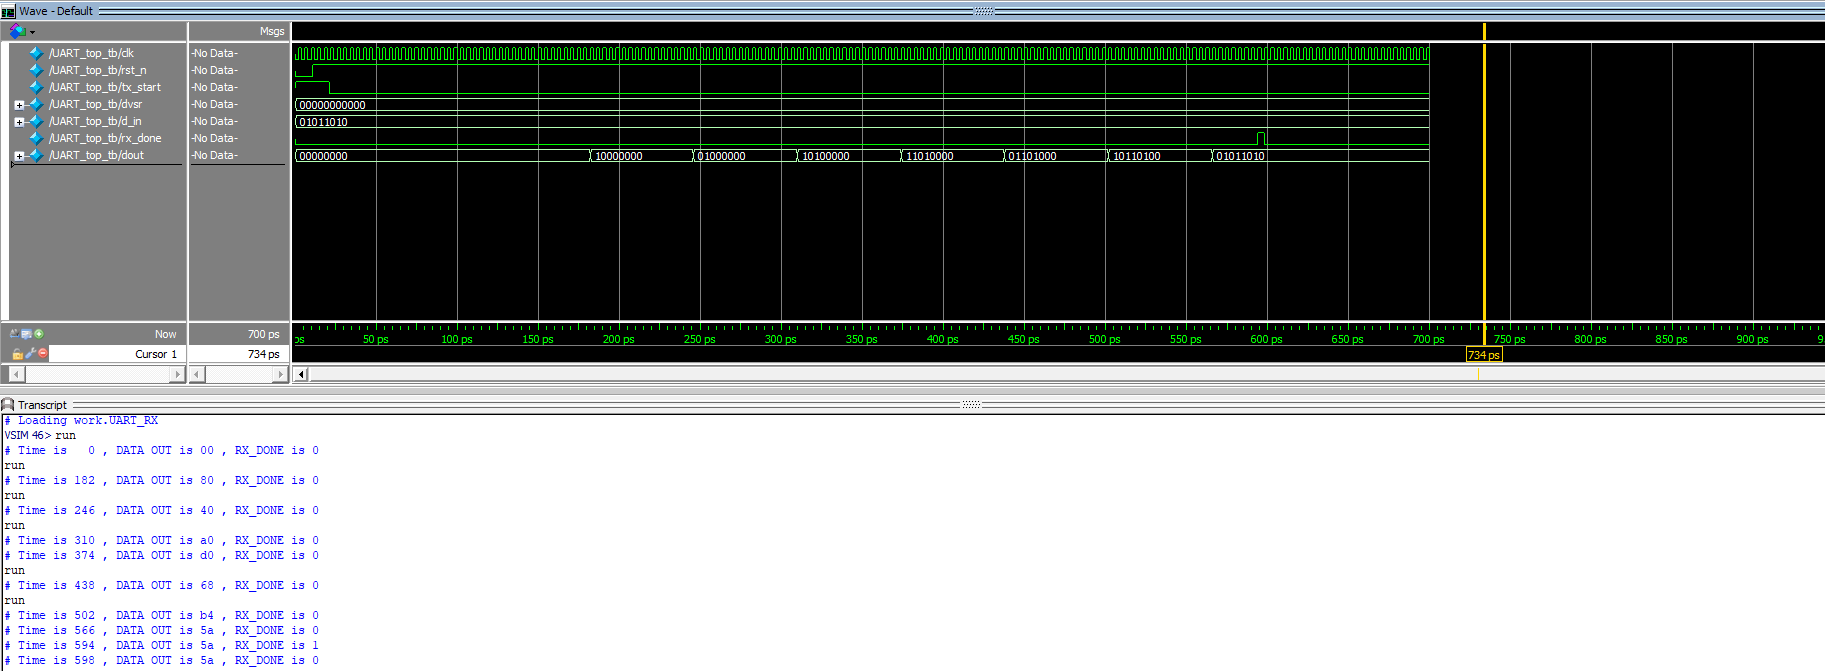 Wave - Default
Msgs
/UART_top_tb/clk -No Data-
/UART_top_tb/rst_n -No Data-
/UART_top_tb/tx_start -No Data-
/UART_top_tb/dvsr -No Data- 00000000000
/UART_top_tb/d_in -No Data- 01011010
/UART_top_tb/rx_done -No Data-
/UART_top_tb/dout -No Data- 00000000 10000000 01000000 10100000 11010000 01101000 10110100 01011010
Now 700 ps ps 50 ps 100 ps 150 ps 200 ps 250 ps 300 ps 350 ps 400 ps 450 ps 500 ps 550 ps 600 ps 650 ps 700 ps 750 ps 800 ps 850 ps 900 ps 9
Cursor 1 734 ps 734 ps
Transcript
# Loading work.UART_RX
VSIM 46> run
# Time is   0 , DATA OUT is 00 , RX_DONE is 0
run
# Time is 182 , DATA OUT is 80 , RX_DONE is 0
run
# Time is 246 , DATA OUT is 40 , RX_DONE is 0
run
# Time is 310 , DATA OUT is a0 , RX_DONE is 0
# Time is 374 , DATA OUT is d0 , RX_DONE is 0
run
# Time is 438 , DATA OUT is 68 , RX_DONE is 0
run
# Time is 502 , DATA OUT is b4 , RX_DONE is 0
# Time is 566 , DATA OUT is 5a , RX_DONE is 0
# Time is 594 , DATA OUT is 5a , RX_DONE is 1
# Time is 598 , DATA OUT is 5a , RX_DONE is 0